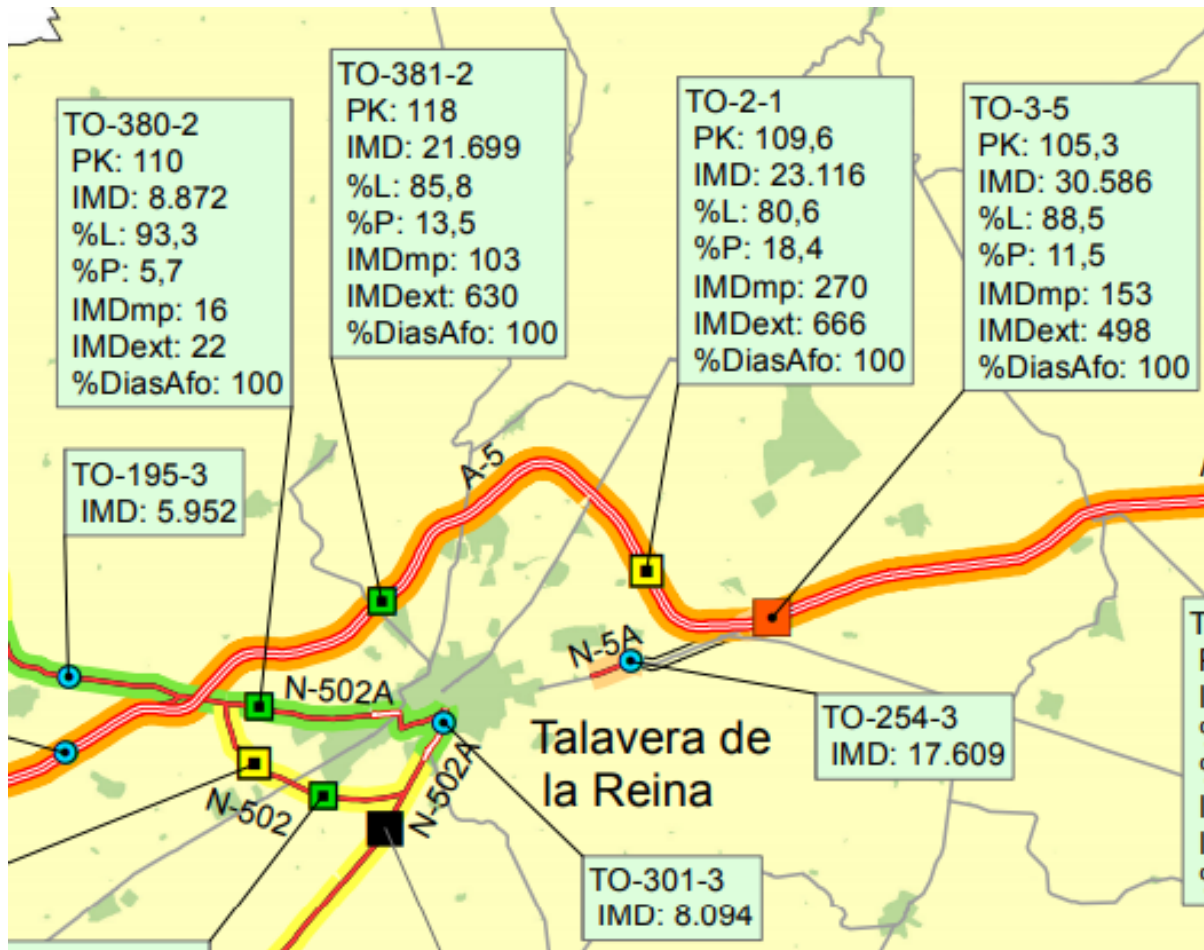 TO-380-2
PK: 110
IMD: 8.872
%L: 93,3
%P: 5,7
IMDmp: 16
IMDext: 22
%DiasAfo: 100
TO-381-2
PK: 118
IMD: 21.699
%L: 85,8
%P: 13,5
IMDmp: 103
IMDext: 630
%DiasAfo: 100
TO-2-1
PK: 109,6
IMD: 23.116
%L: 80,6
%P: 18,4
IMDmp: 270
IMDext: 666
%DiasAfo: 100
TO-3-5
PK: 105,3
IMD: 30.586
%L: 88,5
%P: 11,5
IMDmp: 153
IMDext: 498
%DiasAfo: 100
TO-195-3
IMD: 5.952
A-5
N-5A
N-502A
TO-254-3
IMD: 17.609
Talavera de
la Reina
N-502
N-502A
TO-301-3
IMD: 8.094